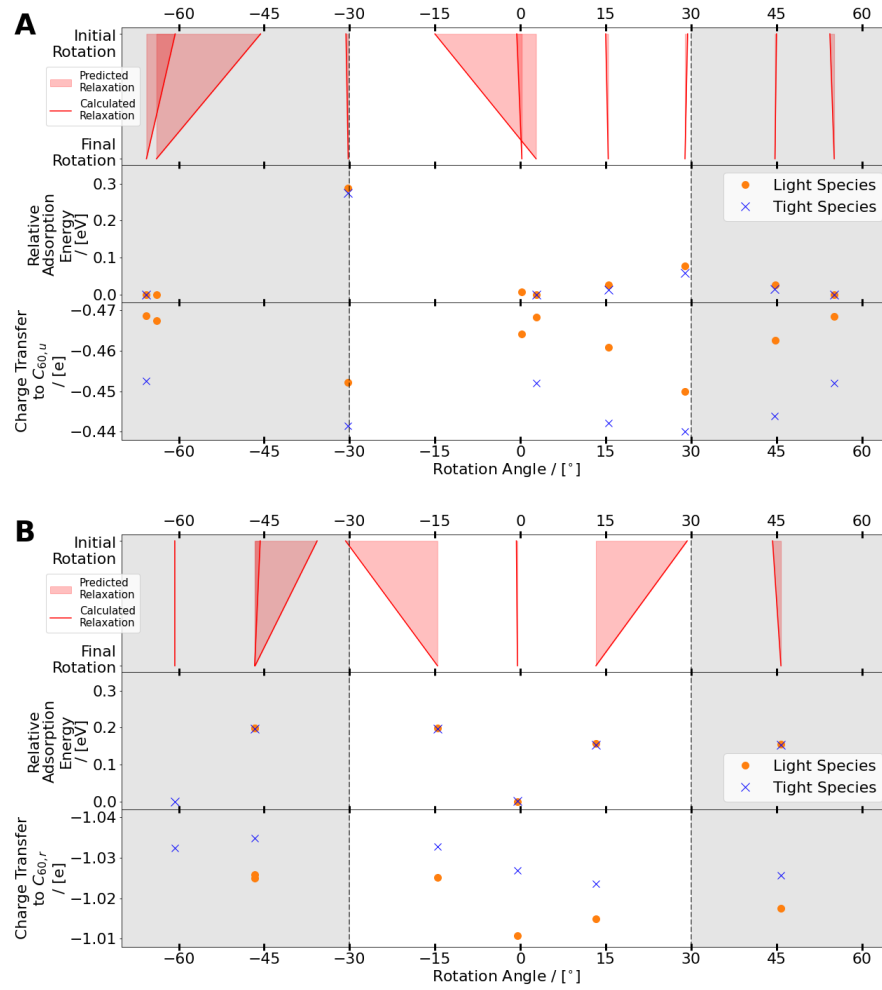 A
−60 −45 −30 −15 0 15 30 45 60
Initial
Rotation
Predicted
Relaxation
Calculated
Relaxation
Final
Rotation
Relative
Adsorption
Energy
/ [eV]
0.3
0.2
0.1
0.0
Light Species
Tight Species
Charge Transfer
to C60,u
/ [e]
−0.47
−0.46
−0.45
−0.44
−60 −45 −30 −15 0 15 30 45 60
Rotation Angle / [°]
B
−60 −45 −30 −15 0 15 30 45 60
Initial
Rotation
Predicted
Relaxation
Calculated
Relaxation
Final
Rotation
Relative
Adsorption
Energy
/ [eV]
0.3
0.2
0.1
0.0
Light Species
Tight Species
Charge Transfer
to C60,r
/ [e]
−1.04
−1.03
−1.02
−1.01
−60 −45 −30 −15 0 15 30 45 60
Rotation Angle / [°]